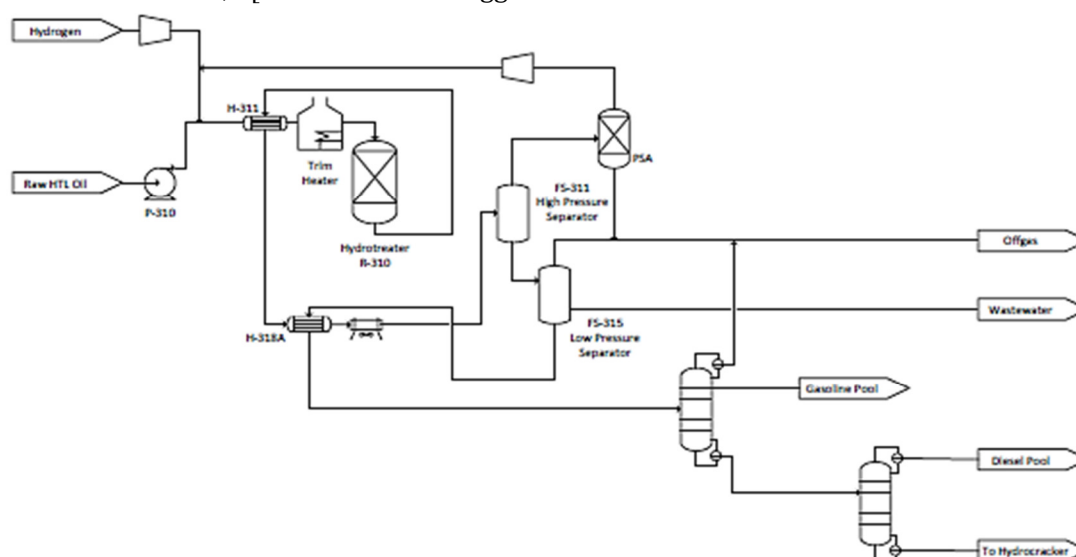 Hydrogen
H-311
Trim
Heater
PSA
Raw HTL Oil
P-310
FS-311
High Pressure
Separator
Hydrotreater
R-310
Offgas
Wastewater
H-318A
FS-315
Low Pressure
Separator
Gasoline Pool
Diesel Pool
To Hydrocracker